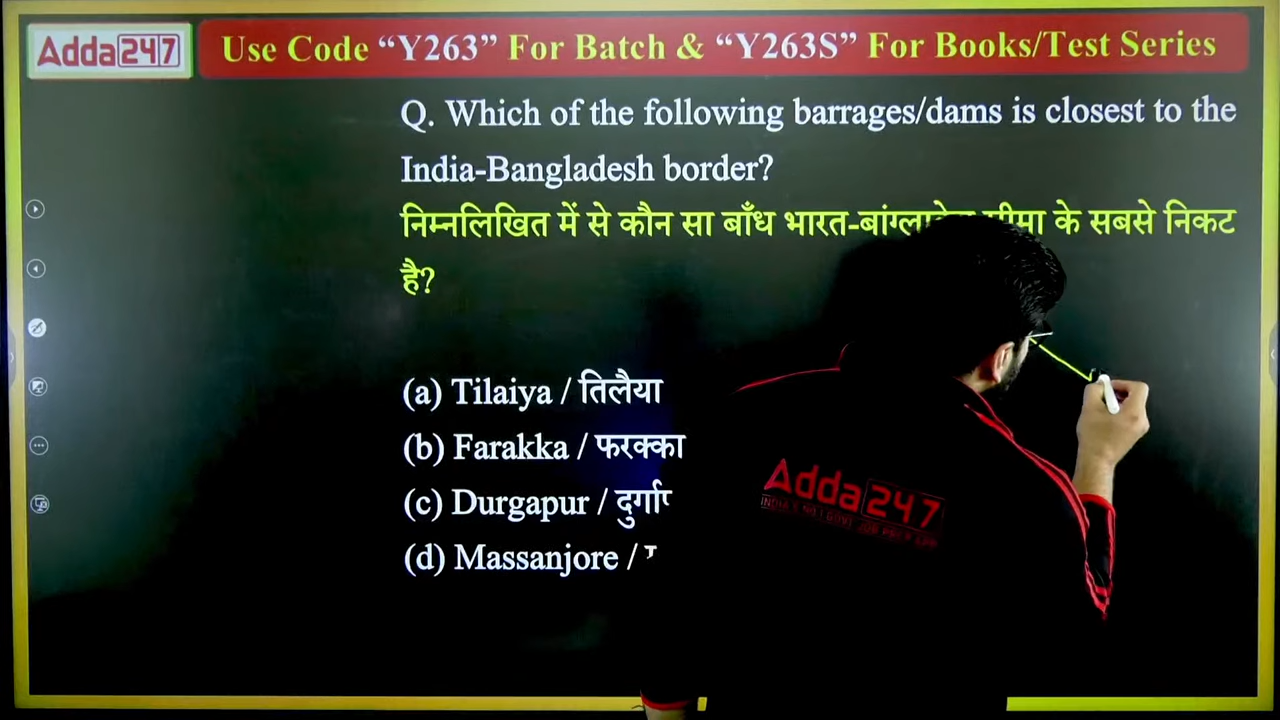 Adda247
Use Code “Y263” For Batch & “Y263S” For Books/Test Series
Q. Which of the following barrages/dams is closest to the
India-Bangladesh border?
निम्नलिखित में से कौन सा बाँध भारत- के सबसे निकट
है?
(a) Tilaiya / तिलैया
(b) Farakka / फरक्का
(c) Durgapur /
(d) Massanjore /
Adda247